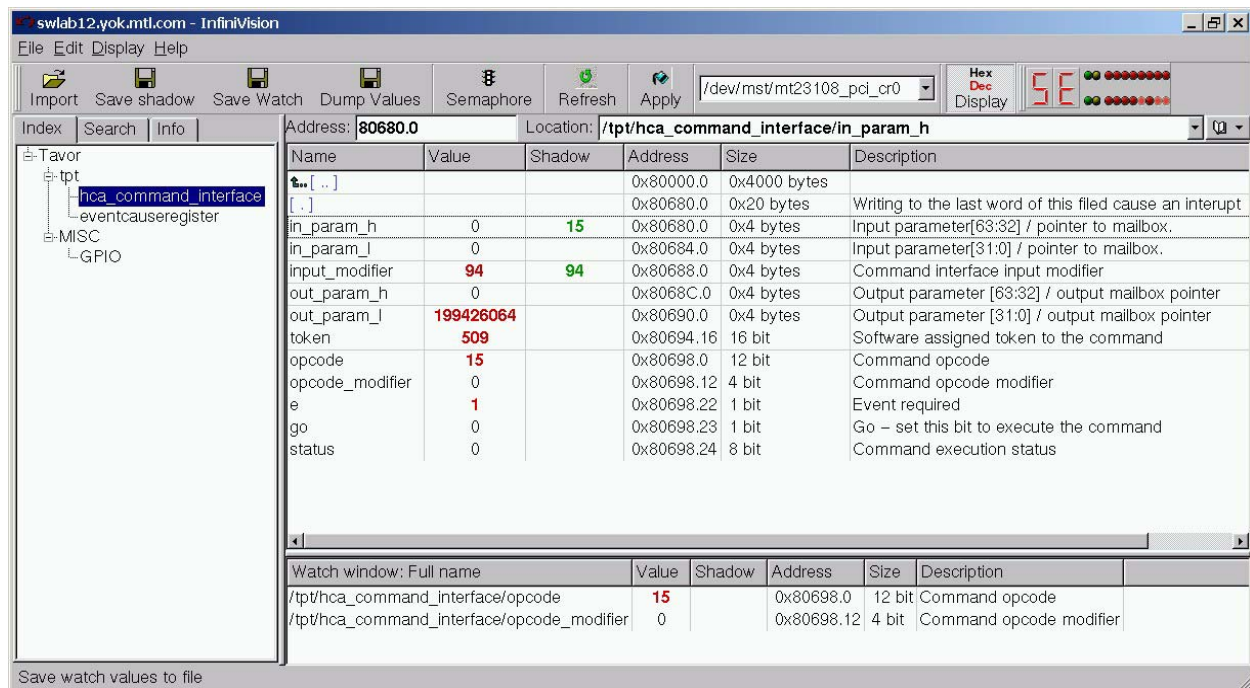 swlab12.yok.mtl.com - InfiniVision
File Edit Display Help
Import Save shadow Save Watch Dump Values Semaphore Refresh Apply /dev/mst/mt23108_pci_cr0 Hex Dec Display SE
Index Search Info Address: 80680.0 Location: /tpt/hca_command_interface/in_param_h
Tavor
tpt
hca_command_interface
eventcauseregister
MISC
GPIO
Name Value Shadow Address Size Description
[ .. ] 0x80000.0 0x4000 bytes
[ . ] 0x80680.0 0x20 bytes Writing to the last word of this filed cause an interupt
in_param_h 0 15 0x80680.0 0x4 bytes Input parameter[63:32] / pointer to mailbox.
in_param_l 0 0x80684.0 0x4 bytes Input parameter[31:0] / pointer to mailbox.
input_modifier 94 94 0x80688.0 0x4 bytes Command interface input modifier
out_param_h 0 0x8068C.0 0x4 bytes Output parameter [63:32] / output mailbox pointer
out_param_l 199426064 0x80690.0 0x4 bytes Output parameter [31:0] / output mailbox pointer
token 509 0x80694.16 16 bit Software assigned token to the command
opcode 15 0x80698.0 12 bit Command opcode
opcode_modifier 0 0x80698.12 4 bit Command opcode modifier
e 1 0x80698.22 1 bit Event required
go 0 0x80698.23 1 bit Go – set this bit to execute the command
status 0 0x80698.24 8 bit Command execution status
Watch window: Full name Value Shadow Address Size Description
/tpt/hca_command_interface/opcode 15 0x80698.0 12 bit Command opcode
/tpt/hca_command_interface/opcode_modifier 0 0x80698.12 4 bit Command opcode modifier
Save watch values to file